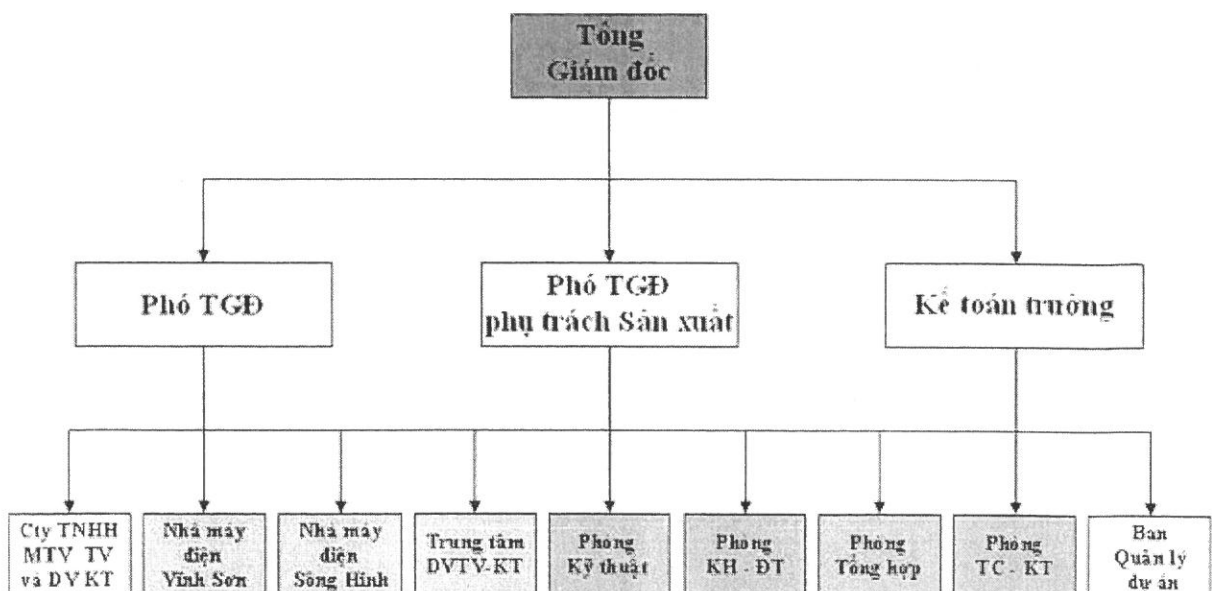 Tổng
Giám đốc
Phó TGĐ
Phó TGĐ
phụ trách Sản xuất
Kế toán trưởng
Cty TNHH
MTV TV
và DV KT
Nhà máy
điện
Vĩnh Sơn
Nhà máy
điện
Sông Hinh
Trung tâm
DVTV-KT
Phòng
Kỹ thuật
Phòng
KH - ĐT
Phòng
Tổng hợp
Phòng
TC - KT
Ban
Quản lý
dự án